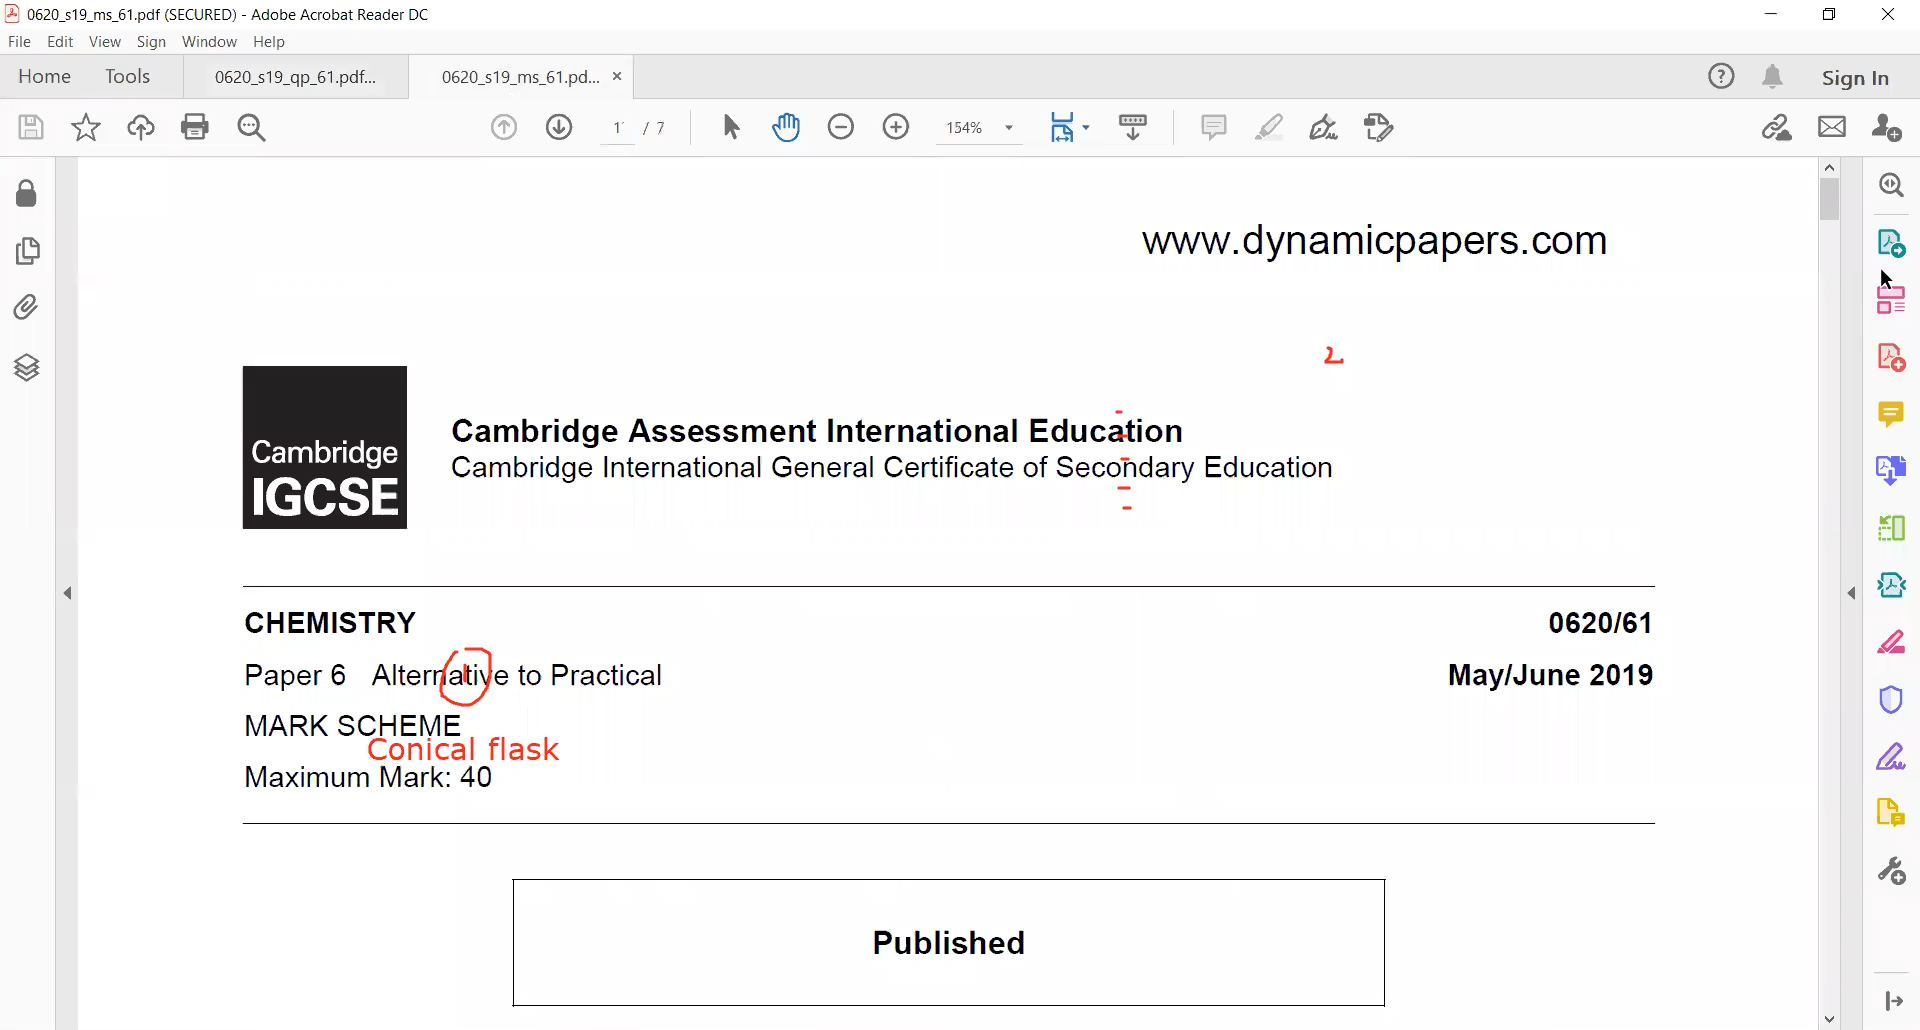 0620_s19_ms_61.pdf (SECURED) - Adobe Acrobat Reader DC
File Edit View Sign Window Help
Home Tools 0620_s19_qp_61.pdf... 0620_s19_ms_61.pd... × Sign In
1 / 7 154%
www.dynamicpapers.com
2
Cambridge
IGCSE
Cambridge Assessment International Education
Cambridge International General Certificate of Secondary Education
CHEMISTRY 0620/61
Paper 6 Alternative to Practical May/June 2019
1
MARK SCHEME
Conical flask
Maximum Mark: 40
Published